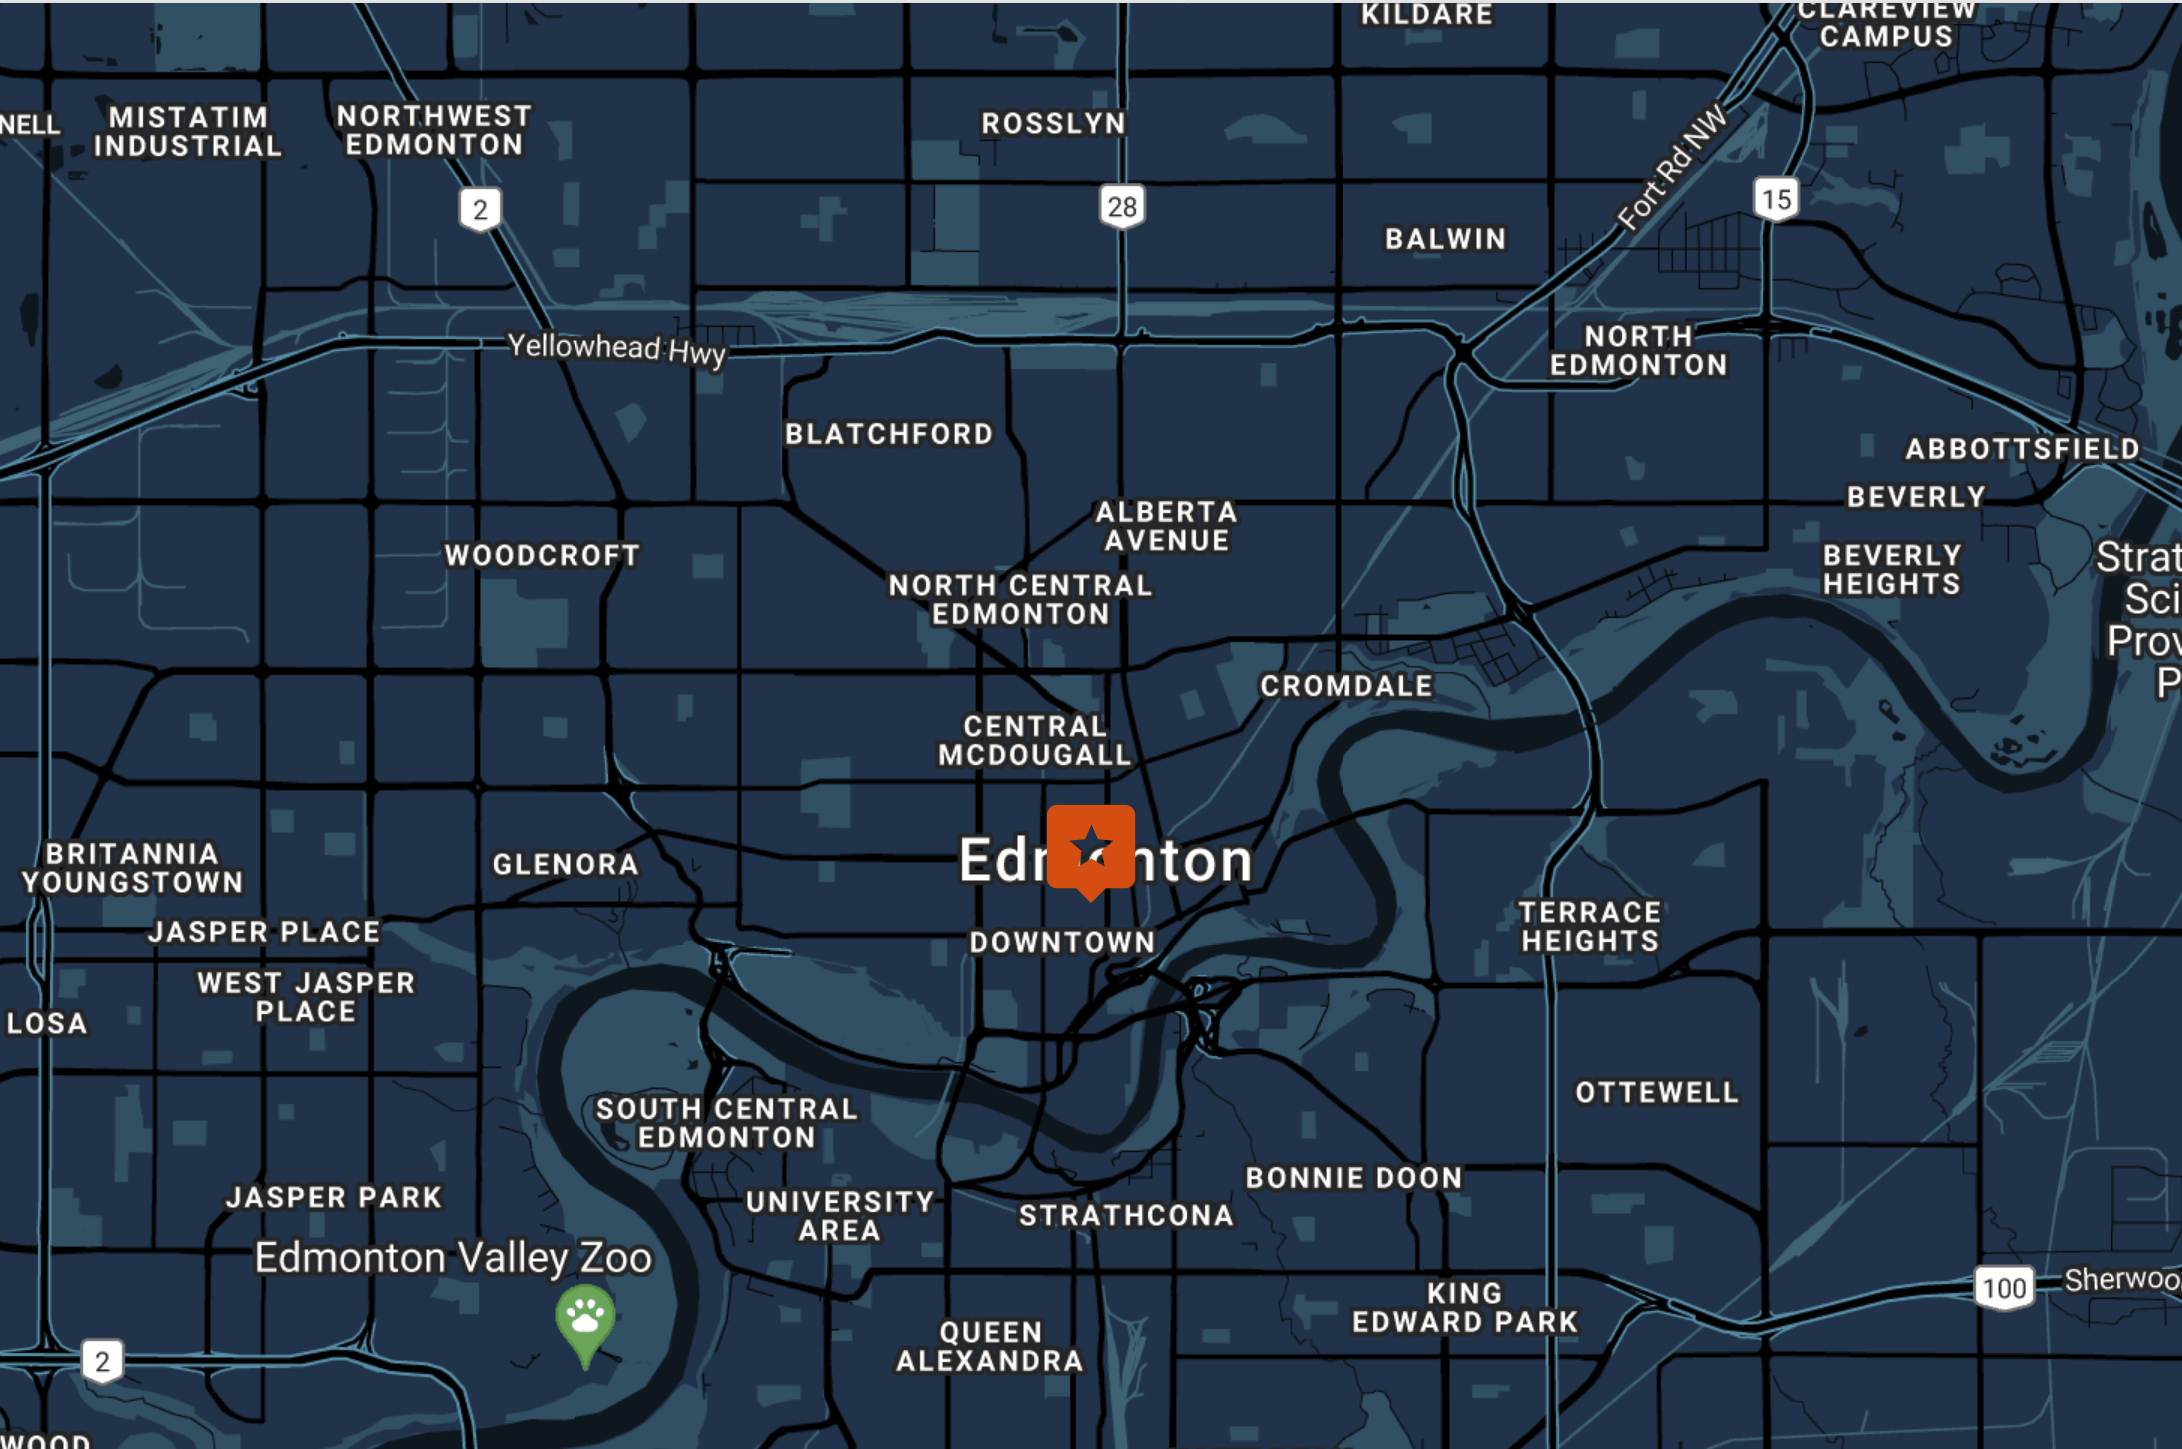 KILDARE
CLAREVIEW
CAMPUS
NELL
MISTATIM
INDUSTRIAL
NORTHWEST
EDMONTON
ROSSLYN
Fort Rd NW
2
28
15
BALWIN
Yellowhead Hwy
NORTH
EDMONTON
BLATCHFORD
ABBOTTSFIELD
BEVERLY
ALBERTA
AVENUE
WOODCROFT
BEVERLY
HEIGHTS
Strat
Sci
Prov
P
NORTH CENTRAL
EDMONTON
CROMDALE
CENTRAL
MCDOUGALL
BRITANNIA
YOUNGSTOWN
GLENORA
Edm nton
TERRACE
HEIGHTS
JASPER PLACE
DOWNTOWN
WEST JASPER
PLACE
LOSA
SOUTH CENTRAL
EDMONTON
OTTEWELL
JASPER PARK
UNIVERSITY
AREA
STRATHCONA
BONNIE DOON
Edmonton Valley Zoo
KING
EDWARD PARK
100
Sherwoo
QUEEN
ALEXANDRA
2
WOOD